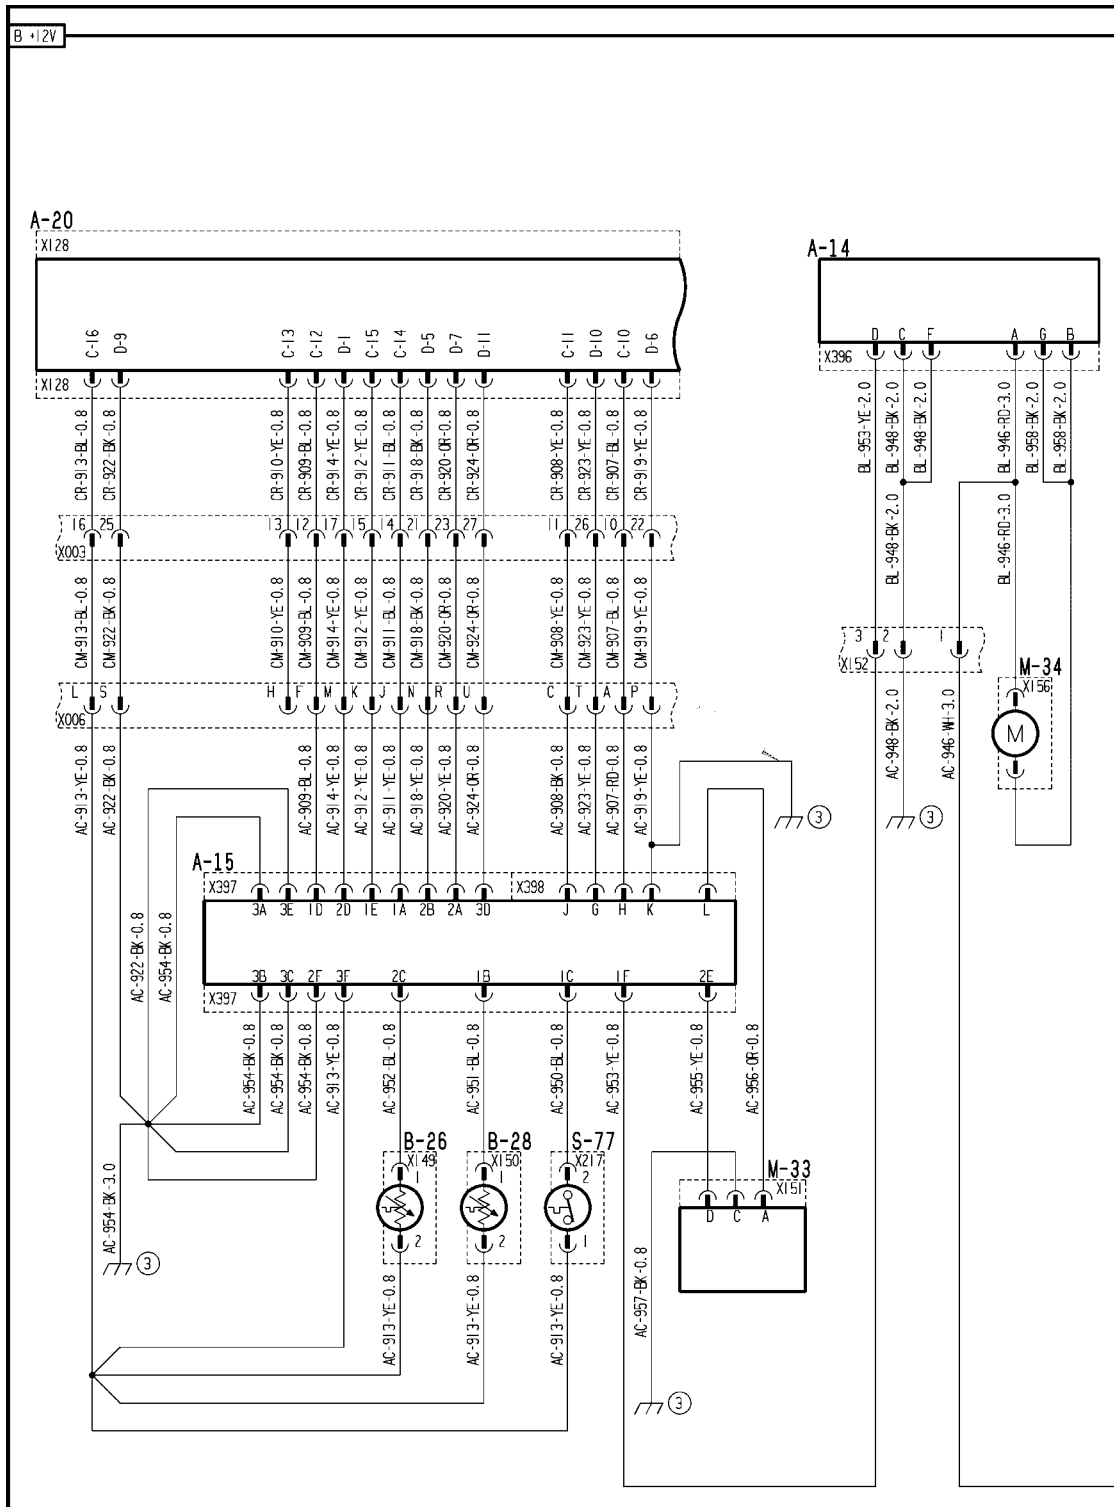 B +12V
A-20
X128
A-14
C-16 D-9 C-13 C-12 D-1 C-15 C-14 D-5 D-7 D-11 C-11 D-10 C-10 D-6
X128
D C F A G B
X396
CR-913-BL-0.8
CR-922-BK-0.8
CR-910-YE-0.8
CR-909-BL-0.8
CR-914-YE-0.8
CR-912-YE-0.8
CR-911-BL-0.8
CR-918-BK-0.8
CR-920-OR-0.8
CR-924-OR-0.8
CR-908-YE-0.8
CR-923-YE-0.8
CR-907-BL-0.8
CR-919-YE-0.8
BL-953-YE-2.0
BL-948-BK-2.0
BL-948-BK-2.0
BL-946-RD-3.0
BL-958-BK-2.0
BL-958-BK-2.0
16 25 13 12 17 15 14 21 23 27 11 26 10 22
X003
BL-948-BK-2.0
BL-946-RD-3.0
CM-913-BL-0.8
CM-922-BK-0.8
CM-910-YE-0.8
CM-909-BL-0.8
CM-914-YE-0.8
CM-912-YE-0.8
CM-911-BL-0.8
CM-918-BK-0.8
CM-920-OR-0.8
CM-924-OR-0.8
CM-908-YE-0.8
CM-923-YE-0.8
CM-907-BL-0.8
CM-919-YE-0.8
3 2 1
X152
M-34
X156
M
L S H F M K J N R U C T A P
X006
AC-913-YE-0.8
AC-922-BK-0.8
AC-909-BL-0.8
AC-914-YE-0.8
AC-912-YE-0.8
AC-911-YE-0.8
AC-918-YE-0.8
AC-920-YE-0.8
AC-924-OR-0.8
AC-908-BK-0.8
AC-923-YE-0.8
AC-907-RD-0.8
AC-919-YE-0.8
AC-948-BK-2.0
AC-946-WH-3.0
3
3
A-15
X397 X398
3A 3E 1D 2D 1E 1A 2B 2A 3D J G H K L
3B 3C 2F 3F 2C 1B 1C 1F 2E
X397
AC-922-BK-0.8
AC-954-BK-0.8
AC-954-BK-0.8
AC-954-BK-0.8
AC-954-BK-0.8
AC-913-YE-0.8
AC-952-BL-0.8
AC-951-BL-0.8
AC-950-BL-0.8
AC-953-YE-0.8
AC-955-YE-0.8
AC-956-OR-0.8
B-26
X149
1
2
B-28
X150
1
2
S-77
X217
2
1
M-33
X151
D C A
AC-954-BK-3.0
3
AC-913-YE-0.8
AC-913-YE-0.8
AC-913-YE-0.8
AC-957-BK-0.8
3